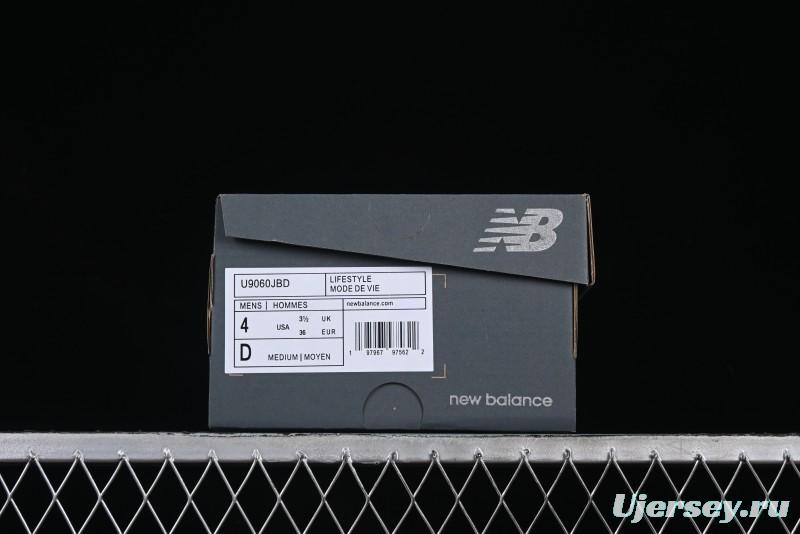 NB
U9060JBD
LIFESTYLE
MODE DE VIE
MENS | HOMMES
newbalance.com
4 USA 3½ UK
36 EUR
D MEDIUM | MOYEN
1 97967 97562 2
new balance
Ujersey.ru